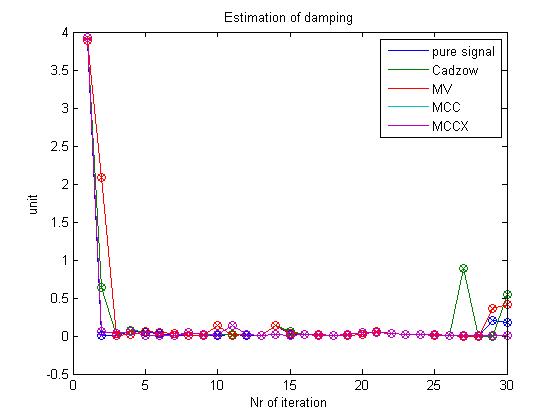 Estimation of damping
4
3.5
3
2.5
2
1.5
1
0.5
0
-0.5
unit
pure signal
Cadzow
MV
MCC
MCCX
0 5 10 15 20 25 30
Nr of iteration